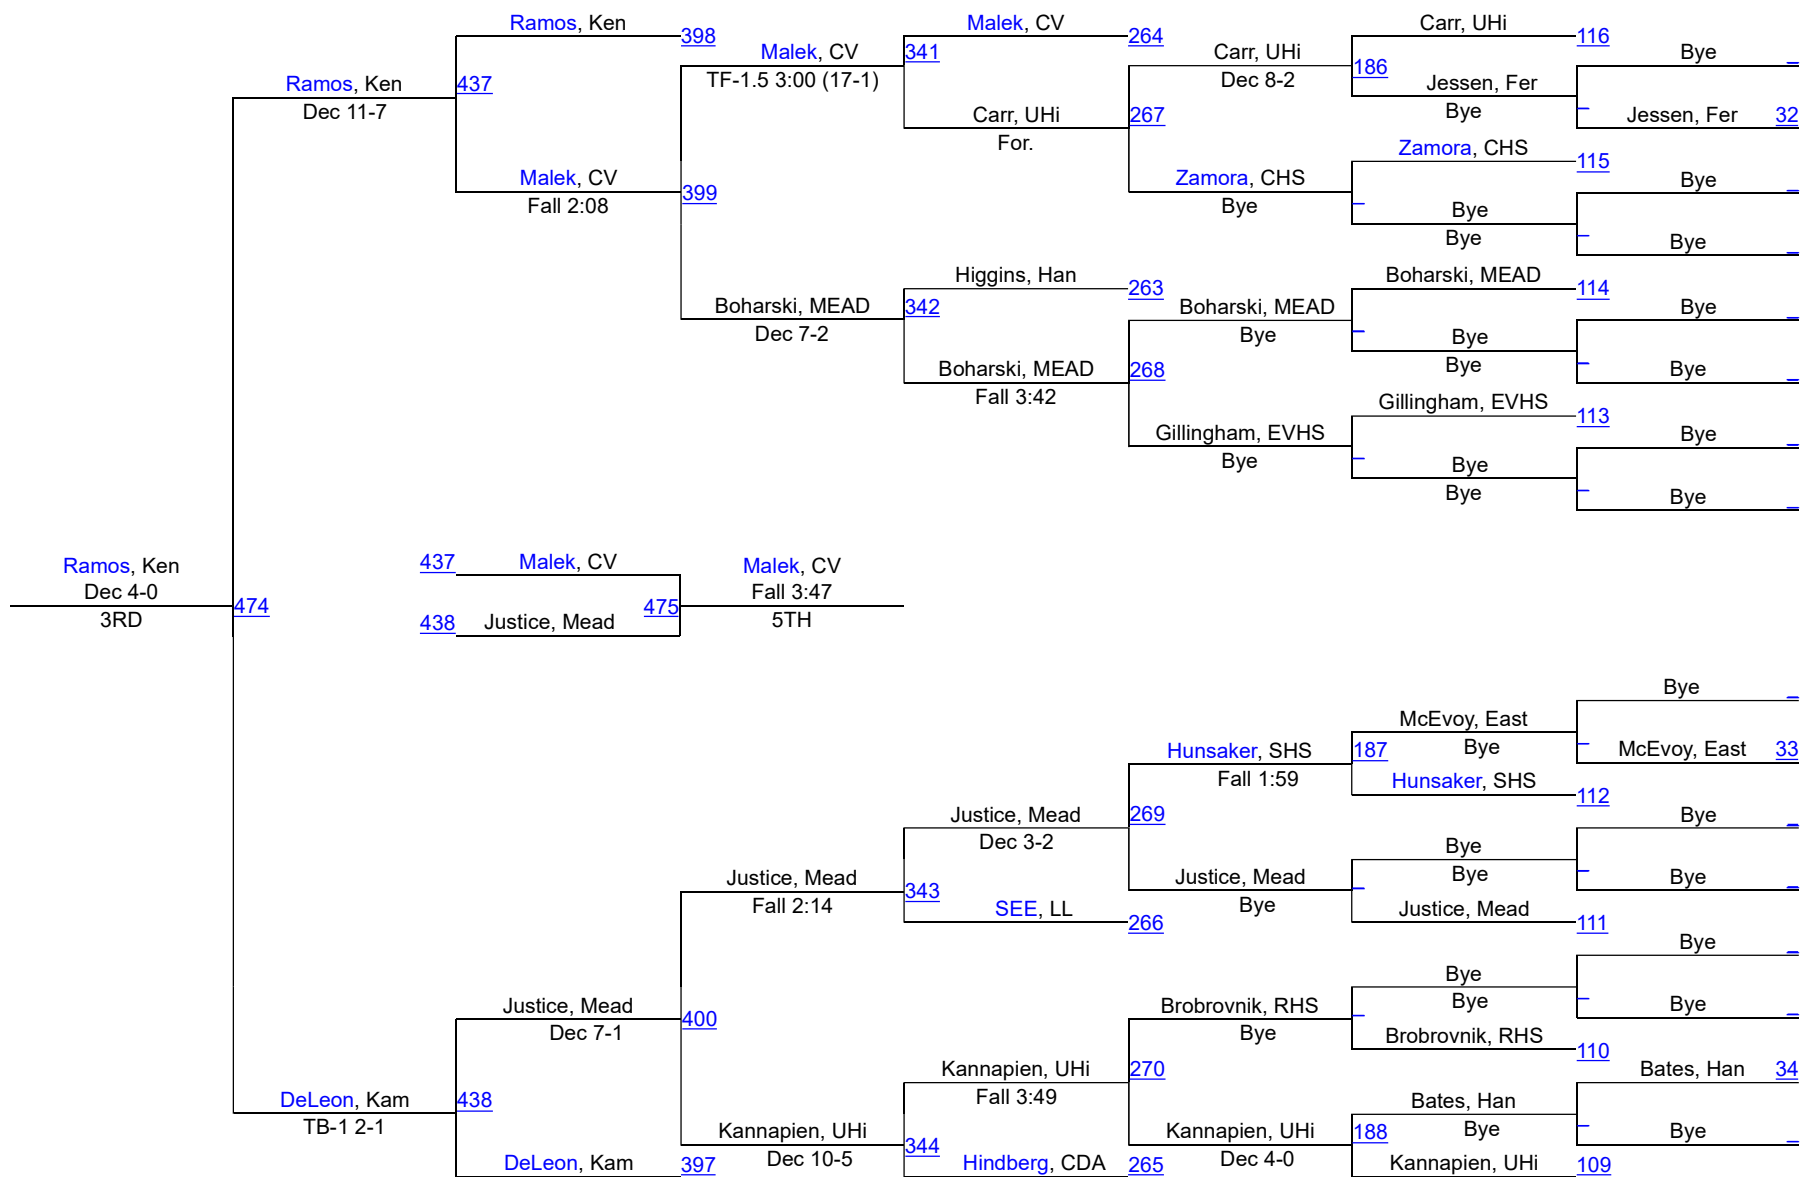 Ramos, Ken
398
Malek, CV
264
Carr, UHi
116
Malek, CV
341
Carr, UHi
Bye
_
TF-1.5 3:00 (17-1)
Dec 8-2
186
Ramos, Ken
437
Jessen, Fer
Dec 11-7
Carr, UHi
267
Bye
_
Jessen, Fer
32
For.
Zamora, CHS
115
Malek, CV
399
Zamora, CHS
Bye
_
Fall 2:08
Bye
_
Bye
Bye
_
Bye
_
Higgins, Han
263
Boharski, MEAD
114
Boharski, MEAD
342
Boharski, MEAD
Bye
_
Dec 7-2
Bye
_
Bye
Boharski, MEAD
268
Bye
_
Bye
_
Fall 3:42
Gillingham, EVHS
113
Gillingham, EVHS
Bye
_
Bye
_
Bye
Bye
_
Bye
_
Ramos, Ken
437
Malek, CV
Malek, CV
Dec 4-0
Fall 3:47
474
475
3RD
438
Justice, Mead
5TH
Bye
_
McEvoy, East
Hunsaker, SHS
187
Bye
_
McEvoy, East
33
Fall 1:59
Hunsaker, SHS
112
Justice, Mead
269
Bye
_
Dec 3-2
Bye
Justice, Mead
343
Justice, Mead
_
Bye
_
Bye
_
Fall 2:14
SEE, LL
266
Bye
Justice, Mead
111
Bye
_
Bye
Justice, Mead
400
Brobrovnik, RHS
_
Bye
_
Bye
_
Dec 7-1
Bye
Brobrovnik, RHS
110
Kannapien, UHi
270
Bates, Han
34
DeLeon, Kam
438
Fall 3:49
Bates, Han
TB-1 2-1
Kannapien, UHi
344
Kannapien, UHi
188
Bye
_
Bye
_
DeLeon, Kam
397
Dec 10-5
Hindberg, CDA
265
Dec 4-0
Kannapien, UHi
109